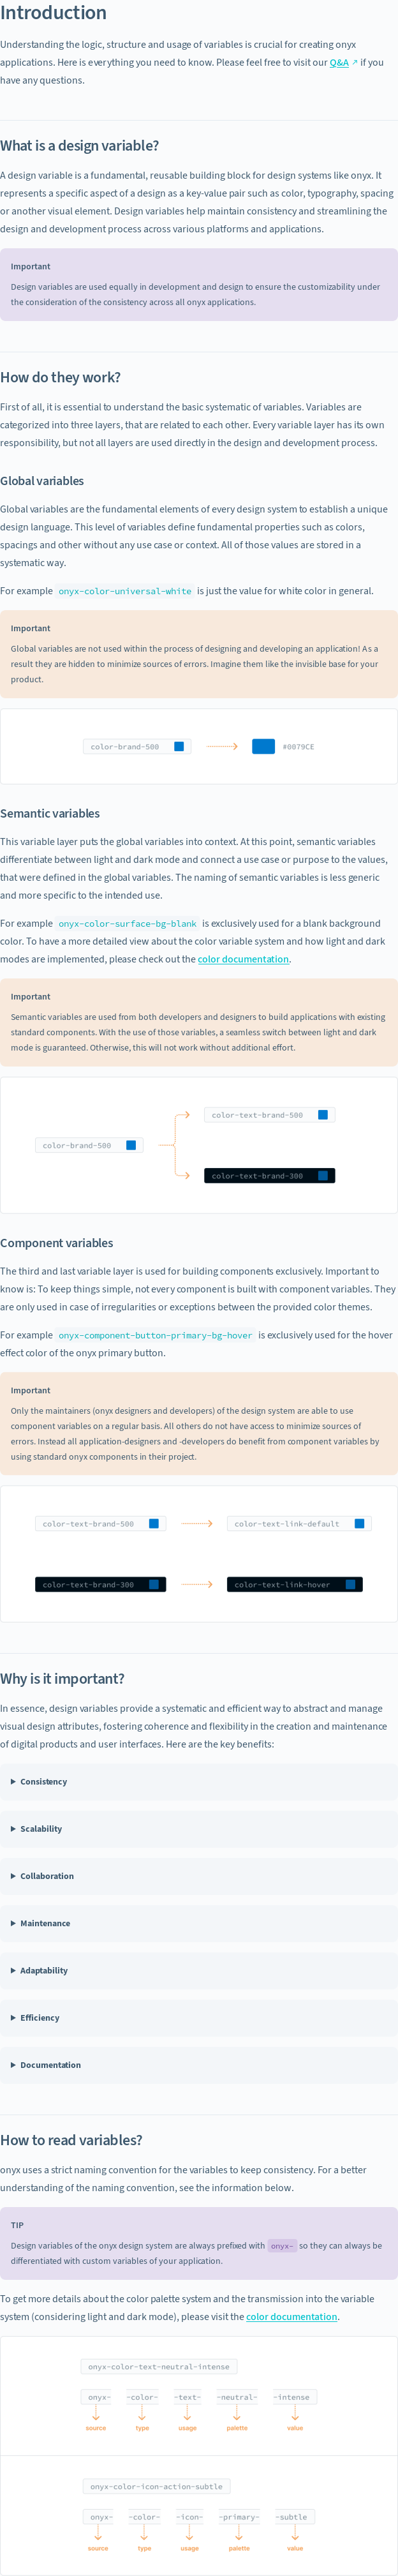 Introduction
Understanding the logic, structure and usage of variables is crucial for creating onyx
applications. Here is everything you need to know. Please feel free to visit our Q&A ↗ if you
have any questions.
What is a design variable?
A design variable is a fundamental, reusable building block for design systems like onyx. It
represents a specific aspect of a design as a key-value pair such as color, typography, spacing
or another visual element. Design variables help maintain consistency and streamlining the
design and development process across various platforms and applications.
Important
Design variables are used equally in development and design to ensure the customizability under
the consideration of the consistency across all onyx applications.
How do they work?
First of all, it is essential to understand the basic systematic of variables. Variables are
categorized into three layers, that are related to each other. Every variable layer has its own
responsibility, but not all layers are used directly in the design and development process.
Global variables
Global variables are the fundamental elements of every design system to establish a unique
design language. This level of variables define fundamental properties such as colors,
spacings and other without any use case or context. All of those values are stored in a
systematic way.
For example onyx-color-universal-white is just the value for white color in general.
Important
Global variables are not used within the process of designing and developing an application! As a
result they are hidden to minimize sources of errors. Imagine them like the invisible base for your
product.
color-brand-500 #0079CE
Semantic variables
This variable layer puts the global variables into context. At this point, semantic variables
differentiate between light and dark mode and connect a use case or purpose to the values,
that were defined in the global variables. The naming of semantic variables is less generic
and more specific to the intended use.
For example onyx-color-surface-bg-blank is exclusively used for a blank background
color. To have a more detailed view about the color variable system and how light and dark
modes are implemented, please check out the color documentation.
Important
Semantic variables are used from both developers and designers to build applications with existing
standard components. With the use of those variables, a seamless switch between light and dark
mode is guaranteed. Otherwise, this will not work without additional effort.
color-text-brand-500
color-brand-500
color-text-brand-300
Component variables
The third and last variable layer is used for building components exclusively. Important to
know is: To keep things simple, not every component is built with component variables. They
are only used in case of irregularities or exceptions between the provided color themes.
For example onyx-component-button-primary-bg-hover is exclusively used for the hover
effect color of the onyx primary button.
Important
Only the maintainers (onyx designers and developers) of the design system are able to use
component variables on a regular basis. All others do not have access to minimize sources of
errors. Instead all application-designers and -developers do benefit from component variables by
using standard onyx components in their project.
color-text-brand-500 color-text-link-default
color-text-brand-300 color-text-link-hover
Why is it important?
In essence, design variables provide a systematic and efficient way to abstract and manage
visual design attributes, fostering coherence and flexibility in the creation and maintenance
of digital products and user interfaces. Here are the key benefits:
Consistency
Scalability
Collaboration
Maintenance
Adaptability
Efficiency
Documentation
How to read variables?
onyx uses a strict naming convention for the variables to keep consistency. For a better
understanding of the naming convention, see the information below.
TIP
Design variables of the onyx design system are always prefixed with onyx- so they can always be
differentiated with custom variables of your application.
To get more details about the color palette system and the transmission into the variable
system (considering light and dark mode), please visit the color documentation.
onyx-color-text-neutral-intense
onyx- -color- -text- -neutral- -intense
source type usage palette value
onyx-color-icon-action-subtle
onyx- -color- -icon- -primary- -subtle
source type usage palette value